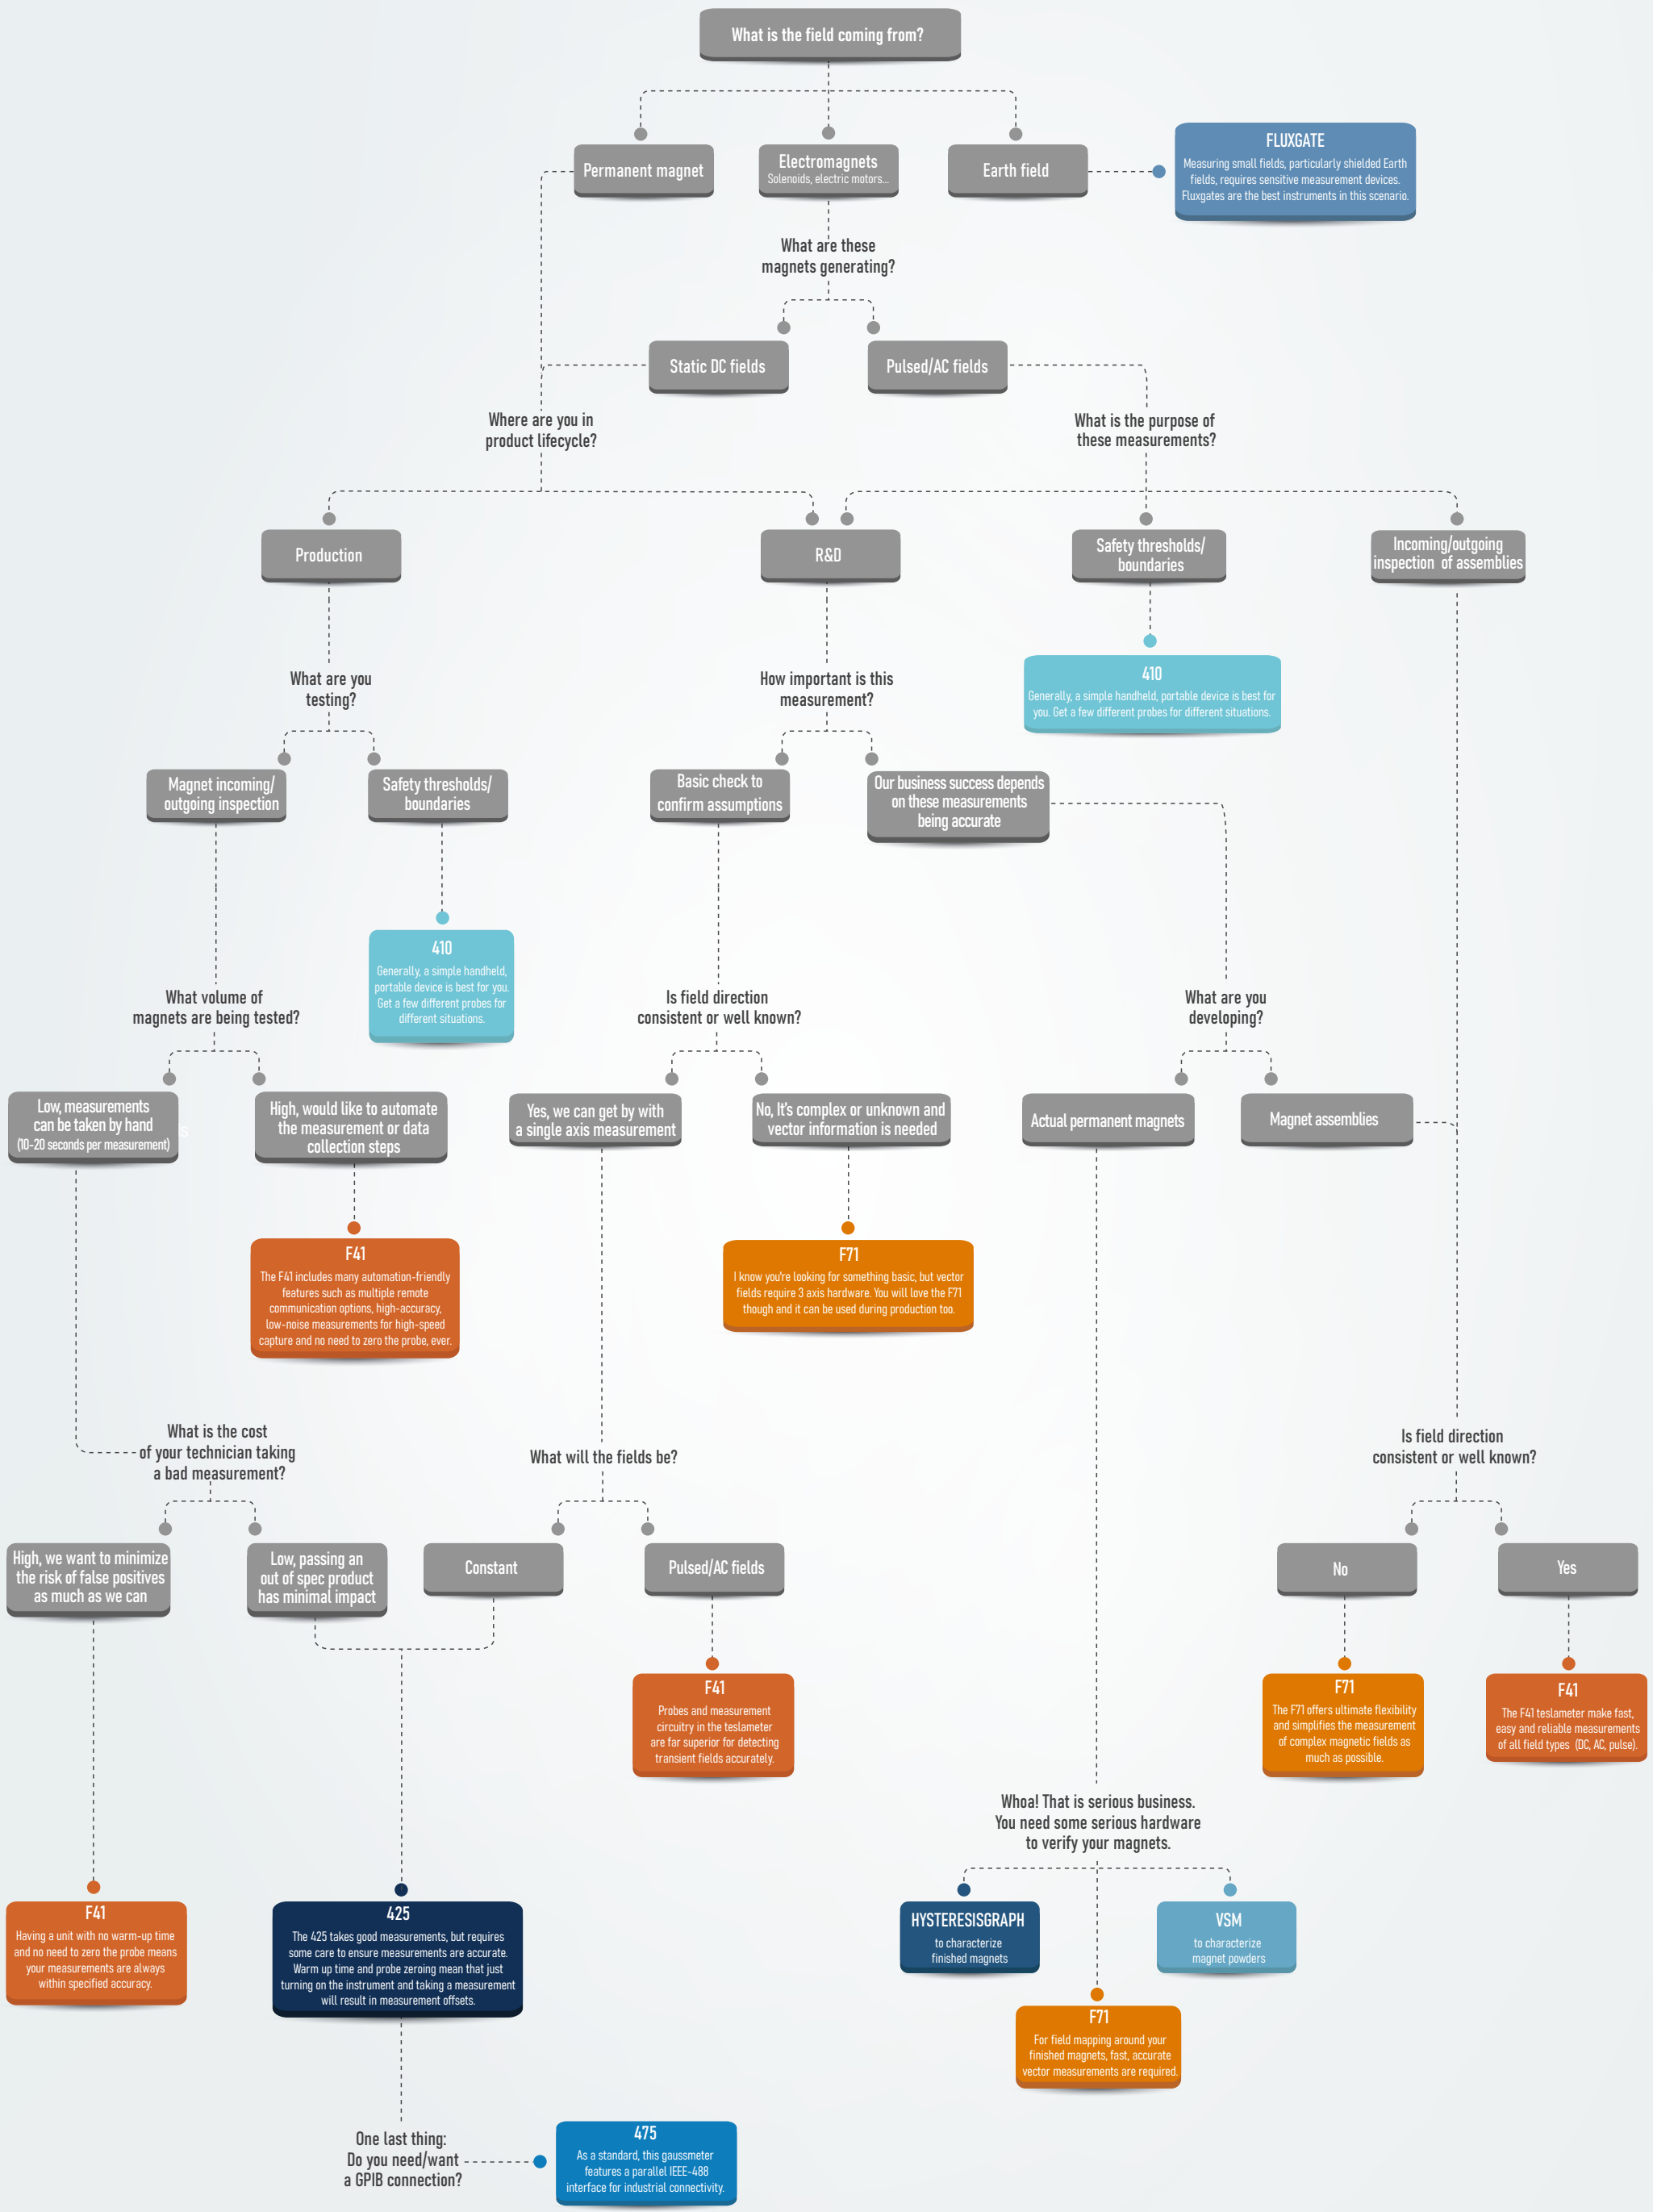 What is the field coming from?
Permanent magnet
Electromagnets
Solenoids, electric motors...
Earth field
FLUXGATE
Measuring small fields, particularly shielded Earth
fields, requires sensitive measurement devices.
Fluxgates are the best instruments in this scenario.
What are these
magnets generating?
Static DC fields
Pulsed/AC fields
Where are you in
product lifecycle?
What is the purpose of
these measurements?
Production
R&D
Safety thresholds/
boundaries
Incoming/outgoing
inspection of assemblies
410
Generally, a simple handheld, portable device is best for
you. Get a few different probes for different situations.
What are you
testing?
How important is this
measurement?
Magnet incoming/
outgoing inspection
Safety thresholds/
boundaries
Basic check to
confirm assumptions
Our business success depends
on these measurements
being accurate
410
Generally, a simple handheld,
portable device is best for you.
Get a few different probes for
different situations.
What volume of
magnets are being tested?
Is field direction
consistent or well known?
What are you
developing?
Low, measurements
can be taken by hand
(10-20 seconds per measurement)
s
High, would like to automate
the measurement or data
collection steps
Yes, we can get by with
a single axis measurement
No, It's complex or unknown and
vector information is needed
Actual permanent magnets
Magnet assemblies
F41
The F41 includes many automation-friendly
features such as multiple remote
communication options, high-accuracy,
low-noise measurements for high-speed
capture and no need to zero the probe, ever.
F71
I know you're looking for something basic, but vector
fields require 3 axis hardware. You will love the F71
though and it can be used during production too.
What is the cost
of your technician taking
a bad measurement?
What will the fields be?
Is field direction
consistent or well known?
High, we want to minimize
the risk of false positives
as much as we can
Low, passing an
out of spec product
has minimal impact
Constant
Pulsed/AC fields
No
Yes
F41
Probes and measurement
circuitry in the teslameter
are far superior for detecting
transient fields accurately.
F71
The F71 offers ultimate flexibility
and simplifies the measurement
of complex magnetic fields as
much as possible.
F41
The F41 teslameter make fast,
easy and reliable measurements
of all field types (DC, AC, pulse).
Whoa! That is serious business.
You need some serious hardware
to verify your magnets.
F41
Having a unit with no warm-up time
and no need to zero the probe means
your measurements are always
within specified accuracy.
425
The 425 takes good measurements, but requires
some care to ensure measurements are accurate.
Warm up time and probe zeroing mean that just
turning on the instrument and taking a measurement
will result in measurement offsets.
HYSTERESISGRAPH
to characterize
finished magnets
VSM
to characterize
magnet powders
F71
For field mapping around your
finished magnets, fast, accurate
vector measurements are required.
One last thing:
Do you need/want
a GPIB connection?
475
As a standard, this gaussmeter
features a parallel IEEE-488
interface for industrial connectivity.